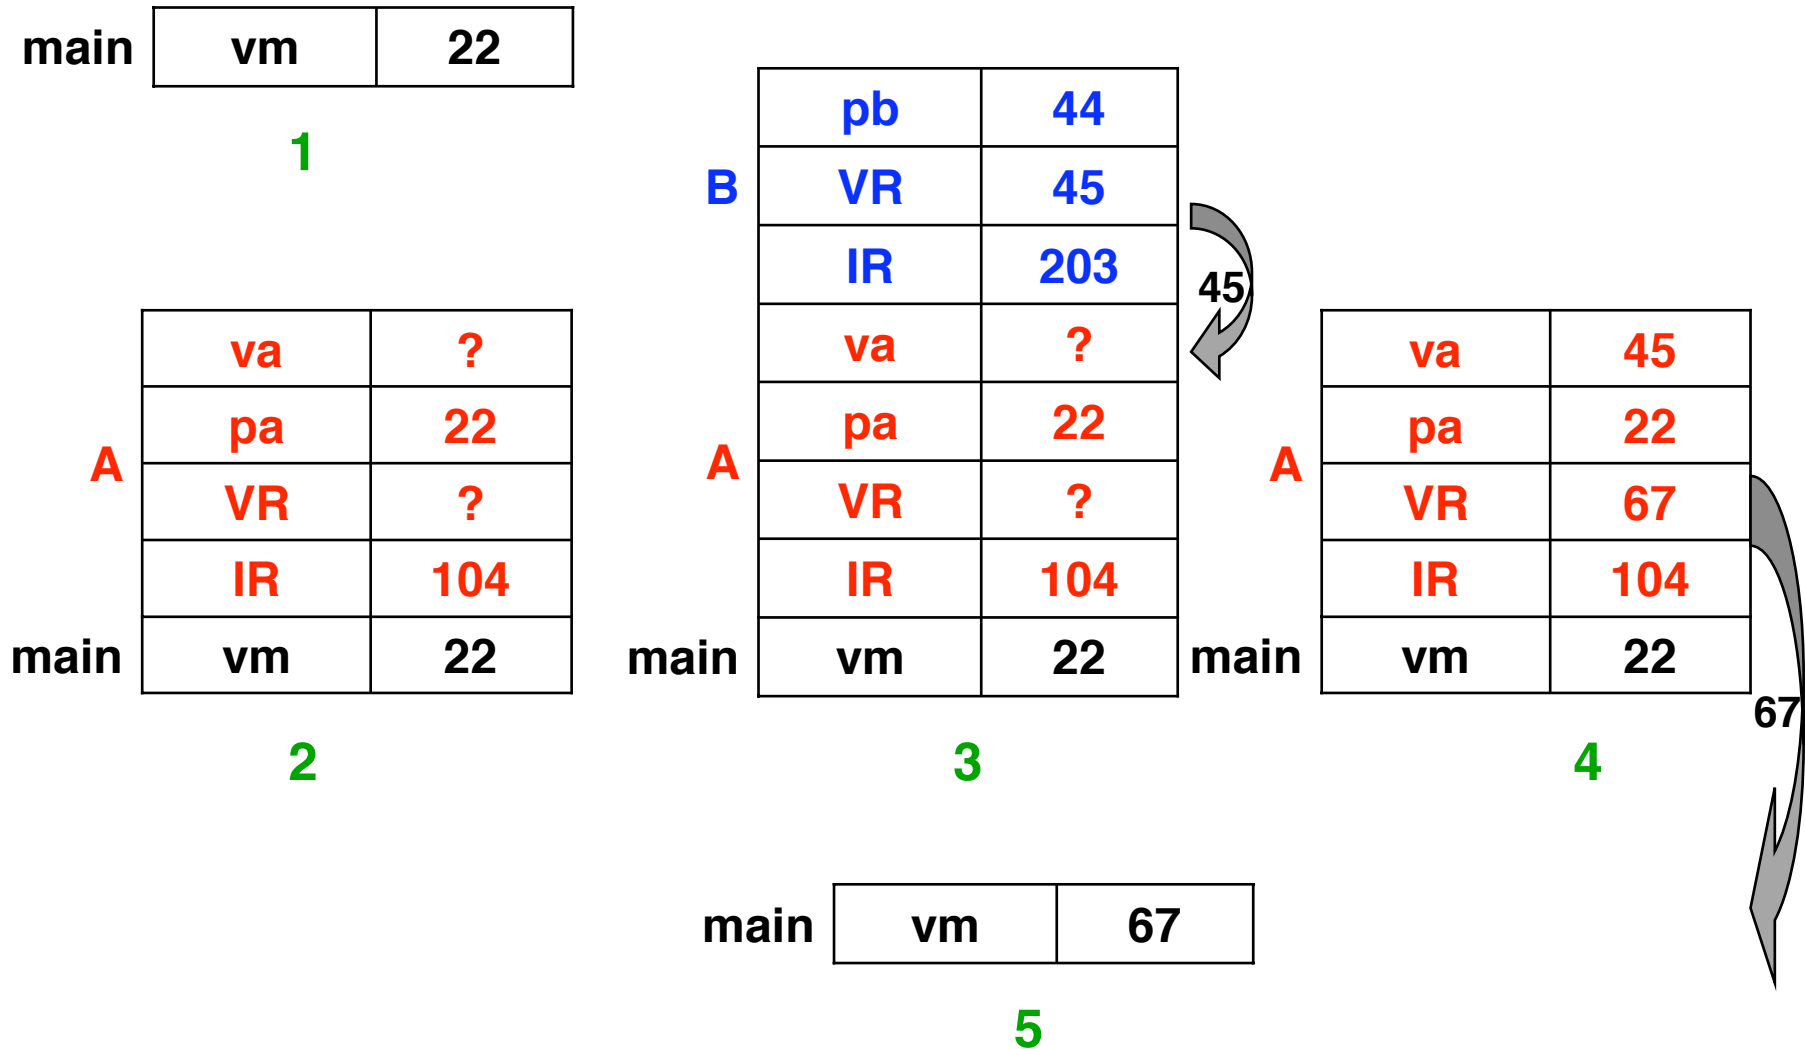 main vm 22
1
va ?
pa 22
A
VR ?
IR 104
main vm 22
2
pb 44
B VR 45
IR 203
45
va ?
pa 22
A
VR ?
IR 104
main vm 22
3
va 45
pa 22
A
VR 67
IR 104
main vm 22
67
4
main vm 67
5